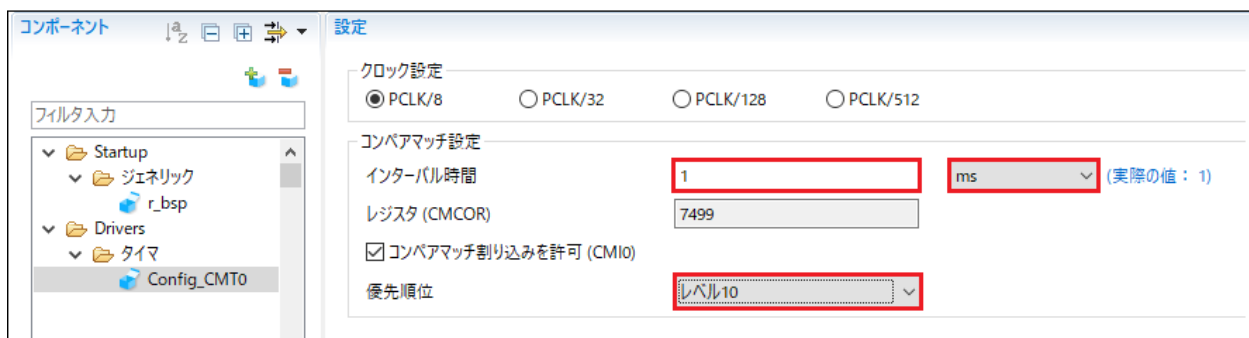 コンポーネント
設定
フィルタ入力
Startup
ジェネリック
r_bsp
Drivers
タイマ
Config_CMT0
クロック設定
PCLK/8 PCLK/32 PCLK/128 PCLK/512
コンペアマッチ設定
インターバル時間 1 ms (実際の値： 1)
レジスタ (CMCOR) 7499
コンペアマッチ割り込みを許可 (CMI0)
優先順位 レベル10